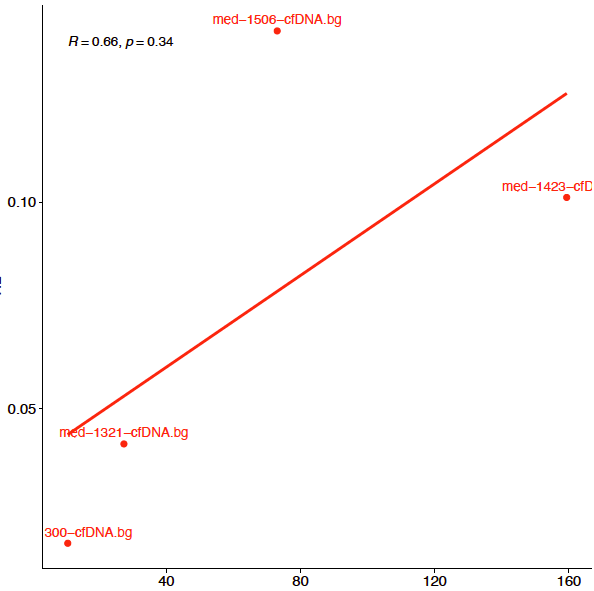 med−1506−cfDNA.bg
R = 0.66, p = 0.34
med−1423−cfD
0.10
0.05
med−1321−cfDNA.bg
300−cfDNA.bg
40
80
120
160